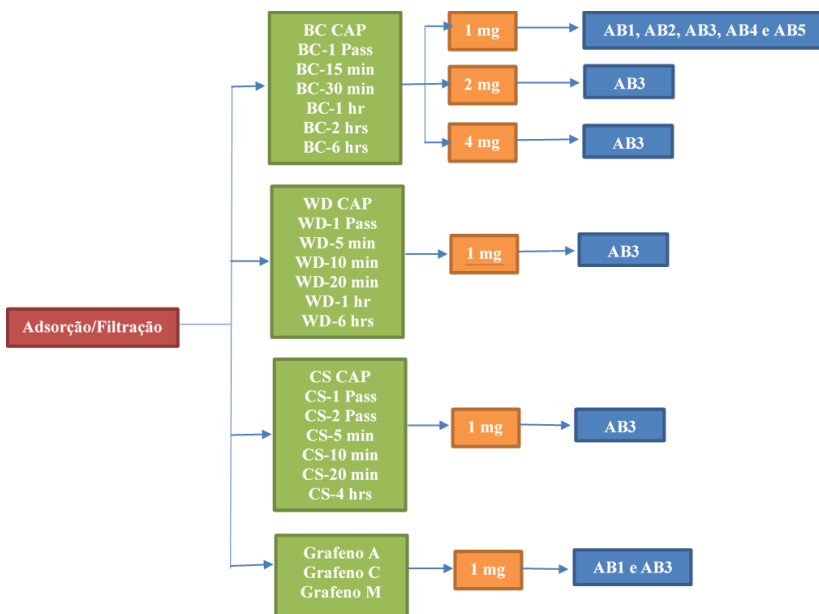 Adsorção/Filtração
BC CAP
BC-1 Pass
BC-15 min
BC-30 min
BC-1 hr
BC-2 hrs
BC-6 hrs
1 mg
AB1, AB2, AB3, AB4 e AB5
2 mg
AB3
4 mg
AB3
WD CAP
WD-1 Pass
WD-5 min
WD-10 min
WD-20 min
WD-1 hr
WD-6 hrs
1 mg
AB3
CS CAP
CS-1 Pass
CS-2 Pass
CS-5 min
CS-10 min
CS-20 min
CS-4 hrs
1 mg
AB3
Grafeno A
Grafeno C
Grafeno M
1 mg
AB1 e AB3